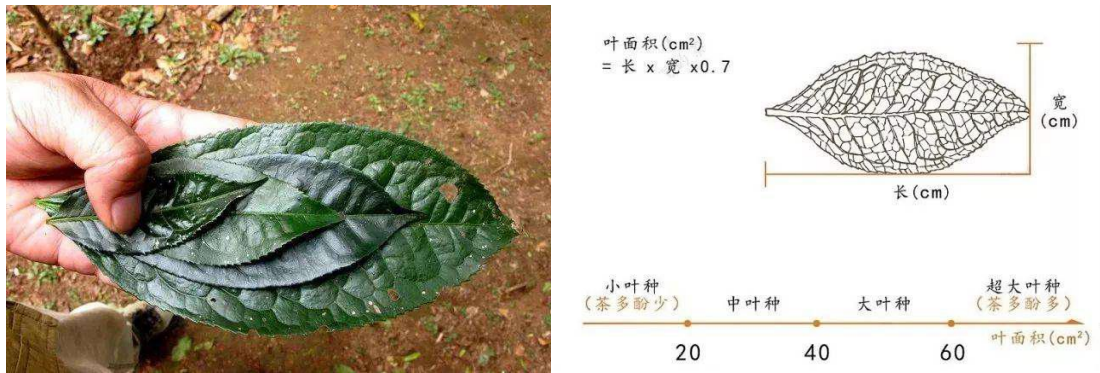 叶面积(cm²)
= 长 x 宽 x0.7
宽
(cm)
长(cm)
小叶种
(茶多酚少)
中叶种
大叶种
超大叶种
(茶多酚多)
叶面积(cm²)
20
40
60